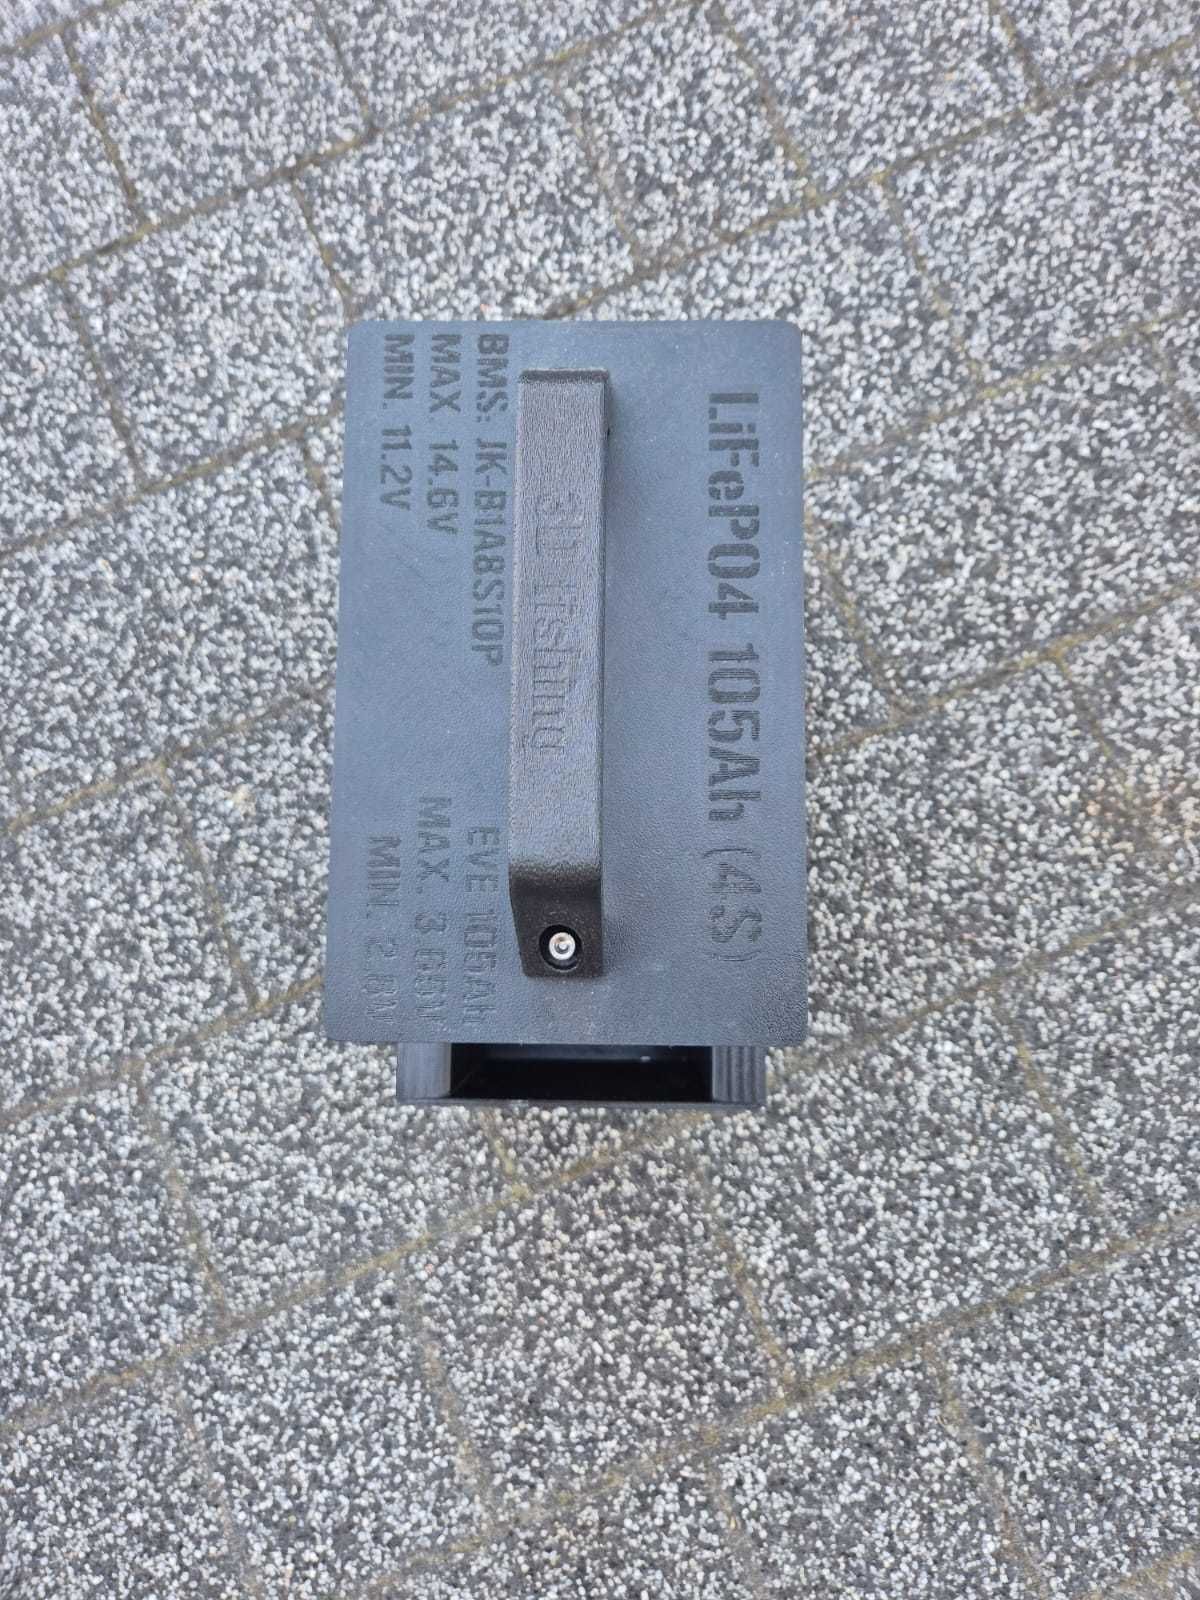 LiFePO4 105Ah (4S)
3D fishing
BMS: JK-B1A8S10P
MAX 14.6V
MIN. 11.2V
EVE 105Ah
MAX. 3.65V
MIN. 2.8V